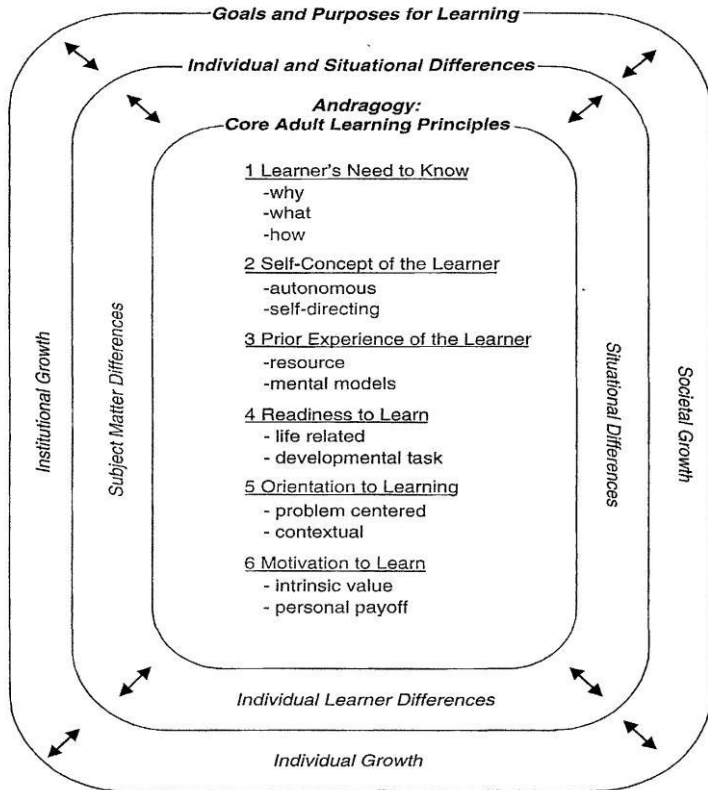 Goals and Purposes for Learning
Individual and Situational Differences
Andragogy:
Core Adult Learning Principles
1 Learner's Need to Know
-why
-what
-how
2 Self-Concept of the Learner
-autonomous
-self-directing
3 Prior Experience of the Learner
-resource
-mental models
4 Readiness to Learn
- life related
- developmental task
5 Orientation to Learning
- problem centered
- contextual
6 Motivation to Learn
- intrinsic value
- personal payoff
Institutional Growth
Subject Matter Differences
Situational Differences
Societal Growth
Individual Learner Differences
Individual Growth